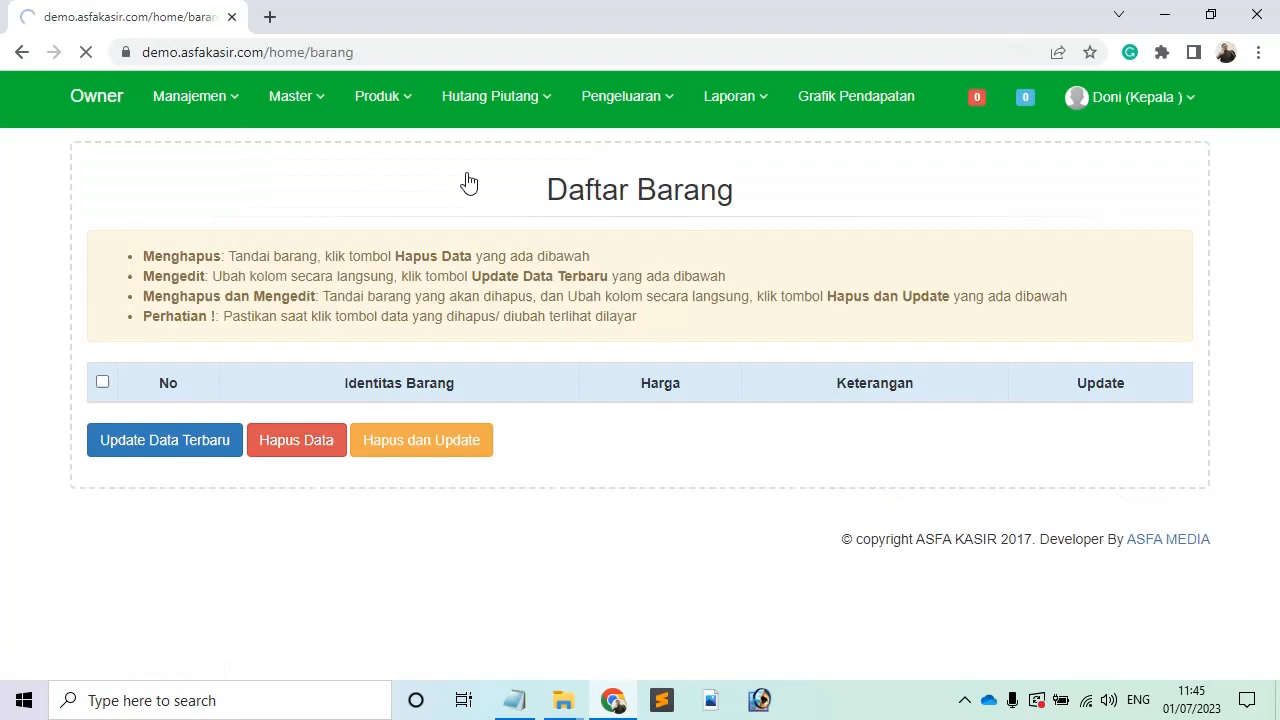 demo.asfakasir.com/home/baran
demo.asfakasir.com/home/barang
Owner Manajemen Master Produk Hutang Piutang Pengeluaran Laporan Grafik Pendapatan 0 0 Doni (Kepala )
Daftar Barang
Menghapus: Tandai barang, klik tombol Hapus Data yang ada dibawah
Mengedit: Ubah kolom secara langsung, klik tombol Update Data Terbaru yang ada dibawah
Menghapus dan Mengedit: Tandai barang yang akan dihapus, dan Ubah kolom secara langsung, klik tombol Hapus dan Update yang ada dibawah
Perhatian !: Pastikan saat klik tombol data yang dihapus/ diubah terlihat dilayar
No Identitas Barang Harga Keterangan Update
Update Data Terbaru Hapus Data Hapus dan Update
© copyright ASFA KASIR 2017. Developer By ASFA MEDIA
Type here to search
ENG
11:45
01/07/2023